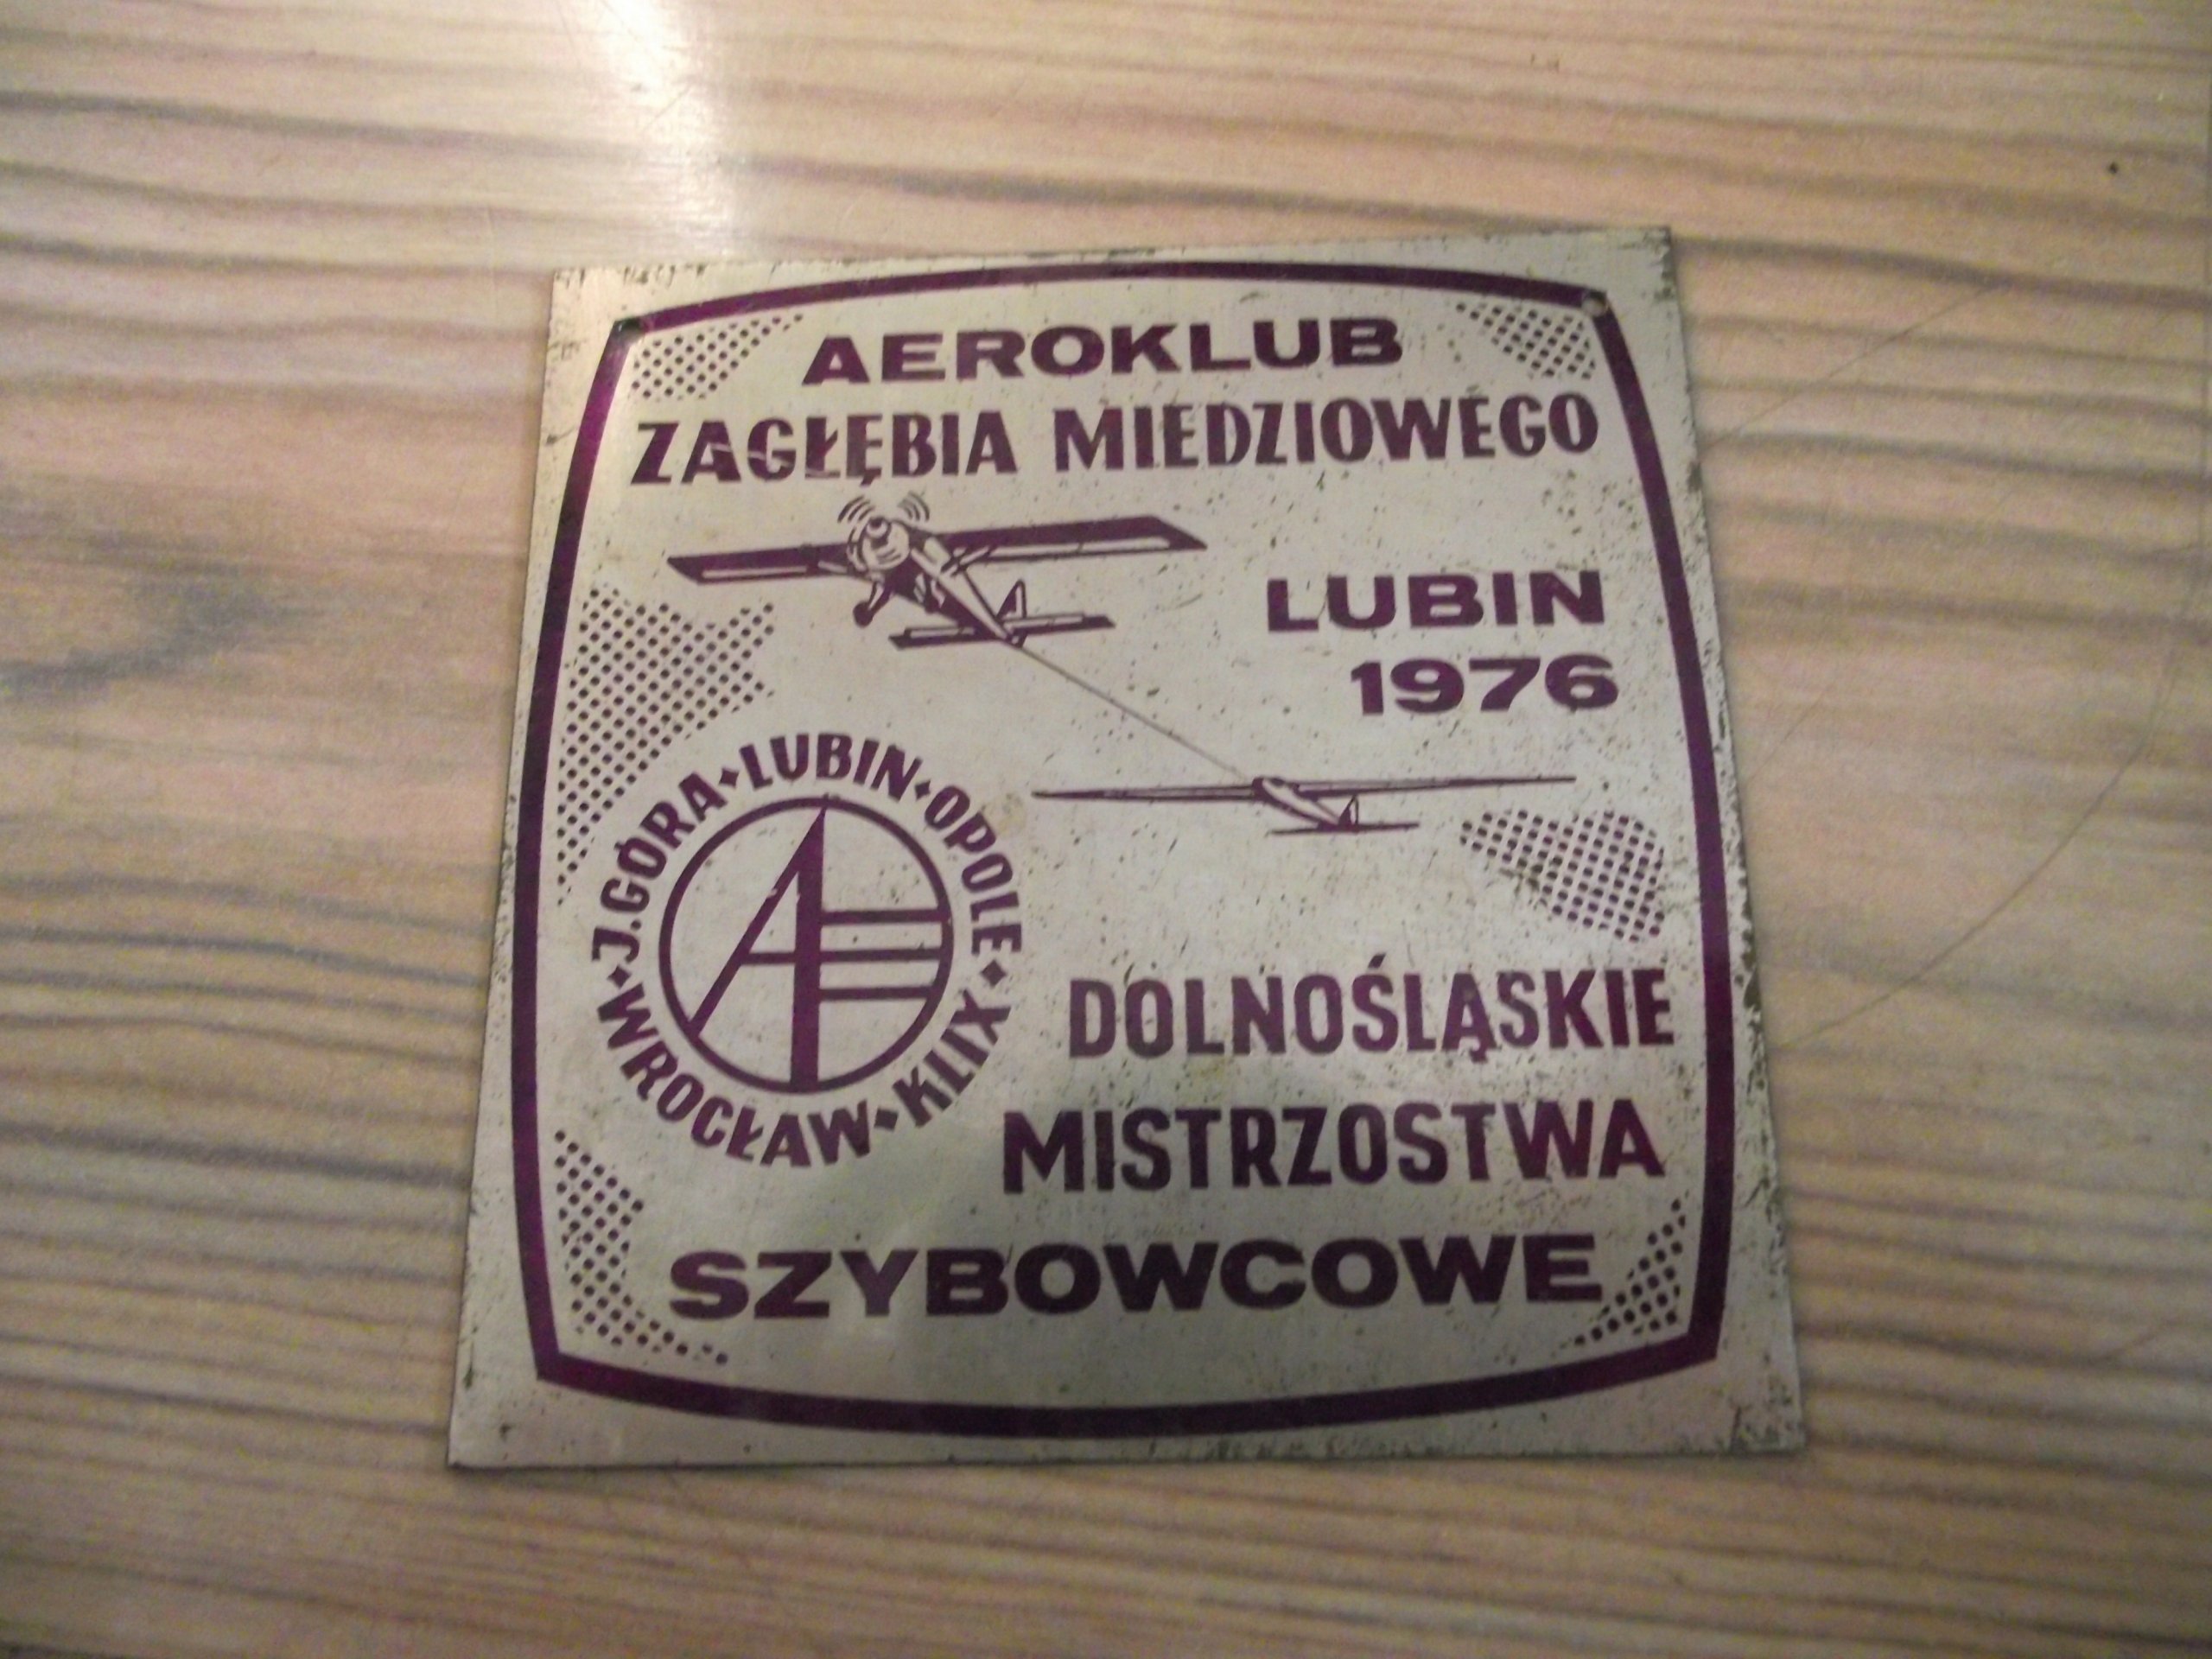 AEROKLUB
ZAGŁĘBIA MIEDZIOWEGO
LUBIN
1976
J.GÓRA • LUBIN • OPOLE • KLIX • WROCŁAW •
DOLNOŚLĄSKIE
MISTRZOSTWA
SZYBOWCOWE